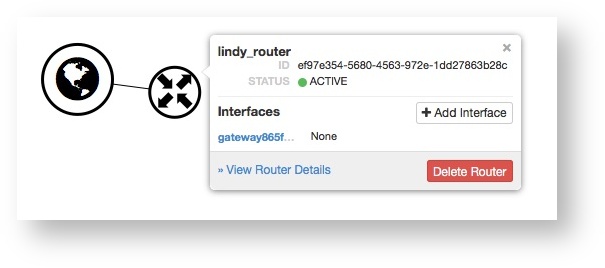 lindy_router ×
ID ef97e354-5680-4563-972e-1dd27863b28c
STATUS ACTIVE
Interfaces + Add Interface
gateway865f... None
» View Router Details Delete Router